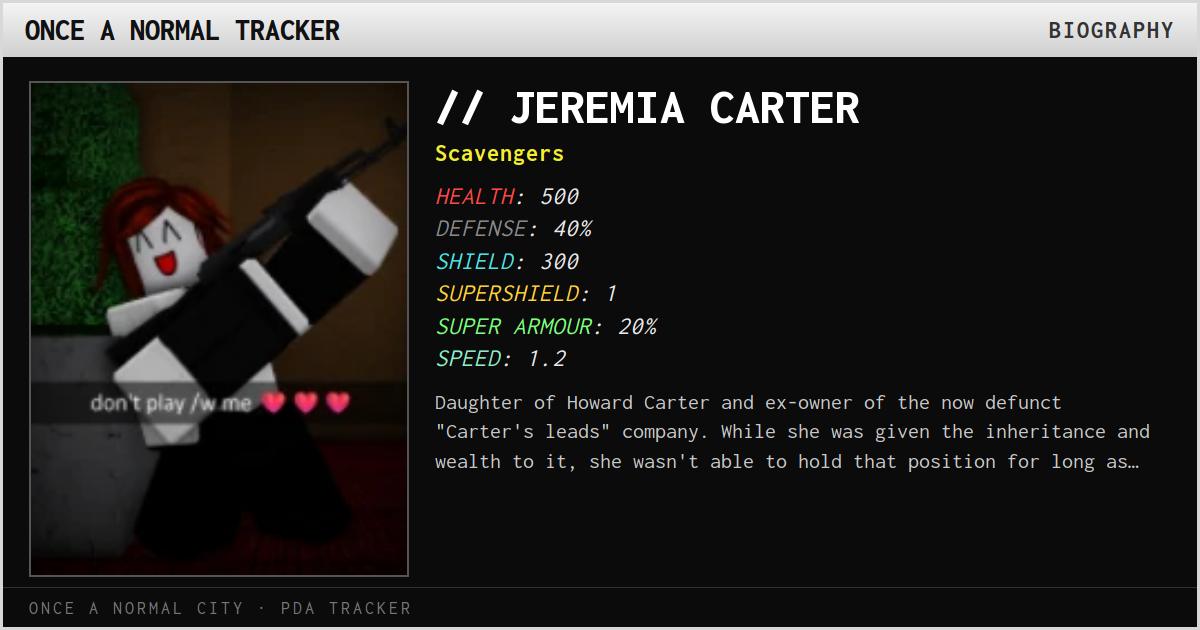 ONCE A NORMAL TRACKER
BIOGRAPHY
// JEREMIA CARTER
Scavengers
HEALTH: 500
DEFENSE: 40%
SHIELD: 300
SUPERSHIELD: 1
SUPER ARMOUR: 20%
SPEED: 1.2
don't play /w me 💗 💗 💗
Daughter of Howard Carter and ex-owner of the now defunct
"Carter's leads" company. While she was given the inheritance and
wealth to it, she wasn't able to hold that position for long as…
ONCE A NORMAL CITY · PDA TRACKER